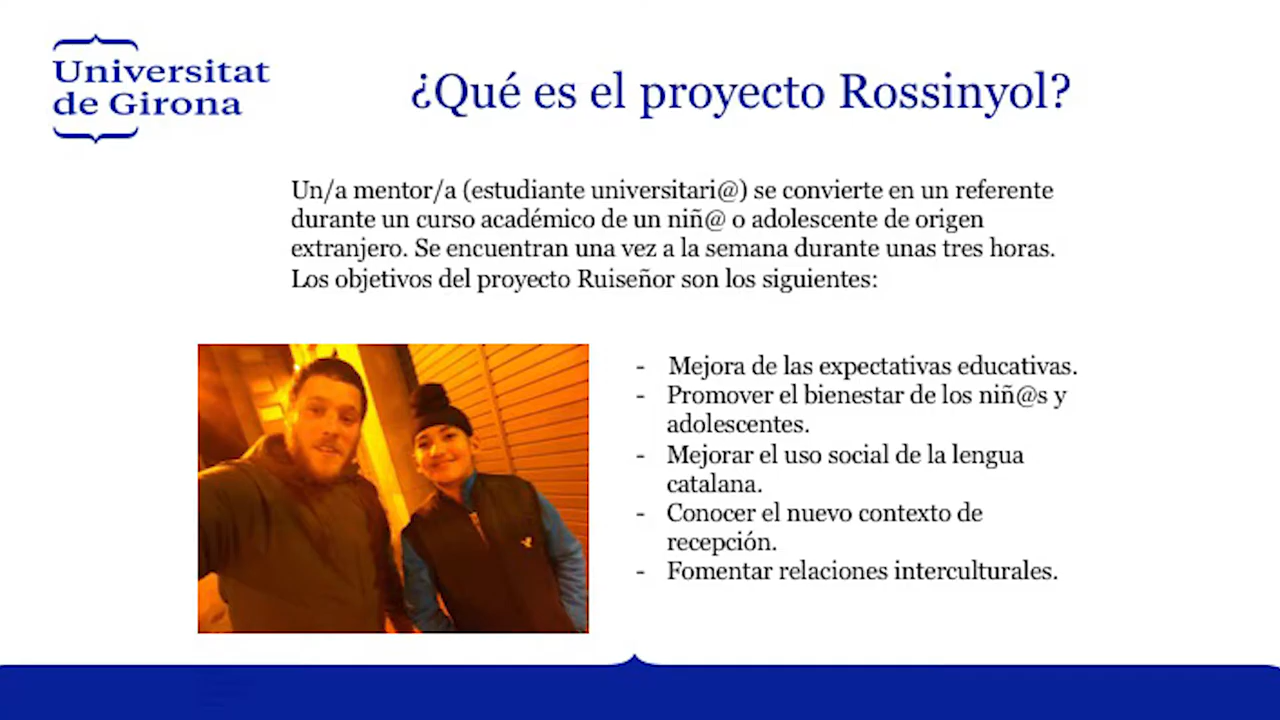 Universitat
de Girona
¿Qué es el proyecto Rossinyol?
Un/a mentor/a (estudiante universitari@) se convierte en un referente
durante un curso académico de un niñ@ o adolescente de origen
extranjero. Se encuentran una vez a la semana durante unas tres horas.
Los objetivos del proyecto Ruiseñor son los siguientes:
- Mejora de las expectativas educativas.
- Promover el bienestar de los niñ@s y
adolescentes.
- Mejorar el uso social de la lengua
catalana.
- Conocer el nuevo contexto de
recepción.
- Fomentar relaciones interculturales.